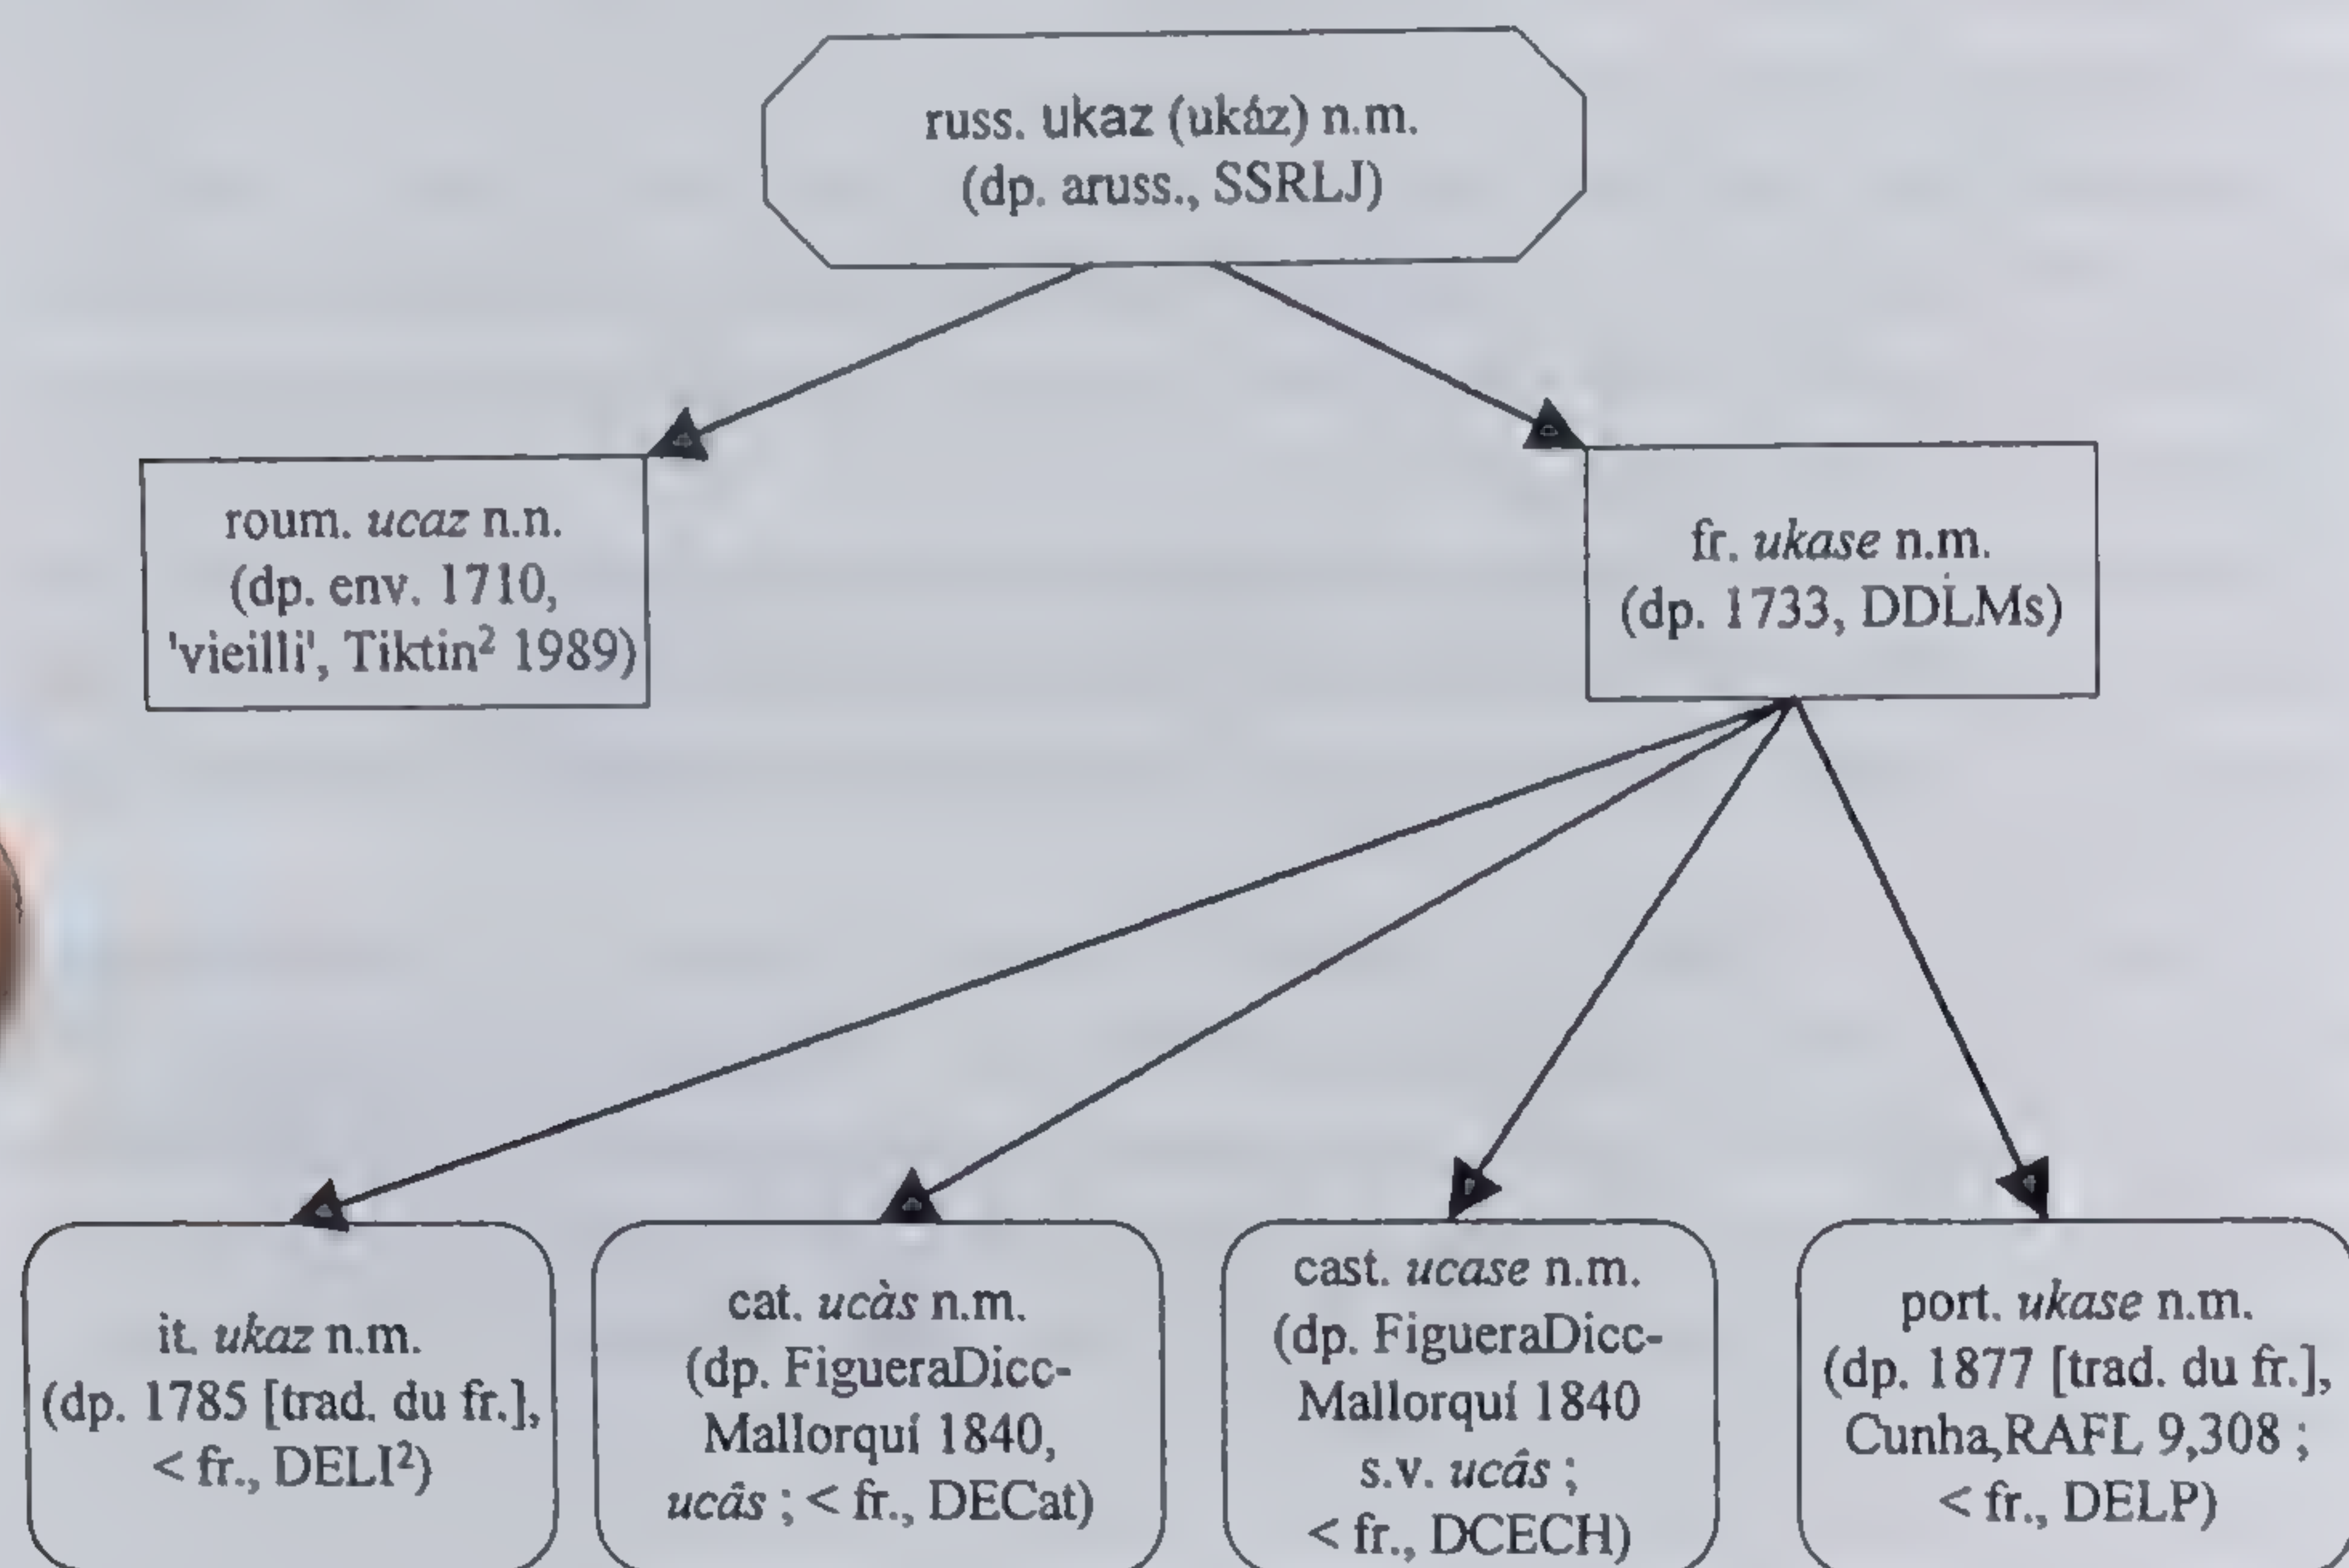 russ. ukaz (ukáz) n.m.
(dp. aruss., SSRLJ)
roum. ucaz n.n.
(dp. env. 1710,
'vieilli', Tiktin² 1989)
fr. ukase n.m.
(dp. 1733, DDLMs)
it. ukaz n.m.
(dp. 1785 [trad. du fr.],
< fr., DELI²)
cat. ucàs n.m.
(dp. FigueraDicc-
Mallorquí 1840,
ucâs ; < fr., DECat)
cast. ucase n.m.
(dp. FigueraDicc-
Mallorquí 1840
s.v. ucâs ;
< fr., DCECH)
port. ukase n.m.
(dp. 1877 [trad. du fr.],
Cunha,RAFL 9,308 ;
< fr., DELP)